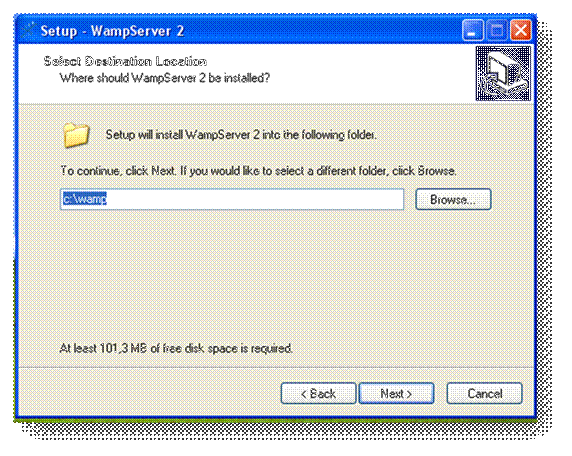 Setup - WampServer 2
Select Destination Location
Where should WampServer 2 be installed?
Setup will install WampServer 2 into the following folder.
To continue, click Next. If you would like to select a different folder, click Browse.
c:\wamp
Browse...
At least 101,3 MB of free disk space is required.
< Back
Next >
Cancel